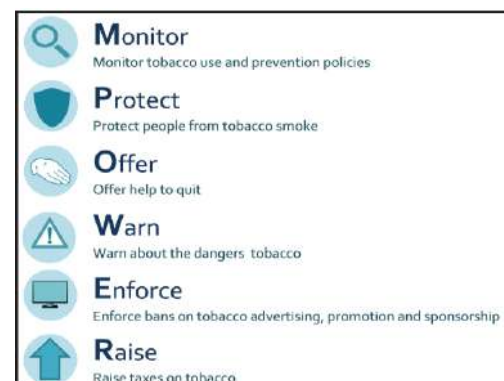 Monitor
Monitor tobacco use and prevention policies
Protect
Protect people from tobacco smoke
Offer
Offer help to quit
Warn
Warn about the dangers tobacco
Enforce
Enforce bans on tobacco advertising, promotion and sponsorship
Raise
Raise taxes on tobacco